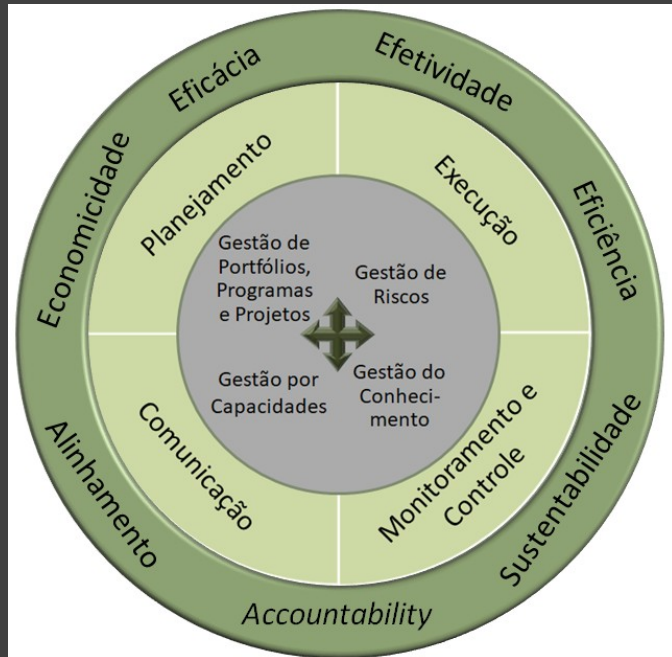 Eficácia
Efetividade
Economicidade
Eficiência
Planejamento
Execução
Gestão de
Portfólios,
Programas
e Projetos
Gestão de
Riscos
Gestão por
Capacidades
Gestão do
Conheci-
mento
Comunicação
Monitoramento e
Controle
Alinhamento
Sustentabilidade
Accountability